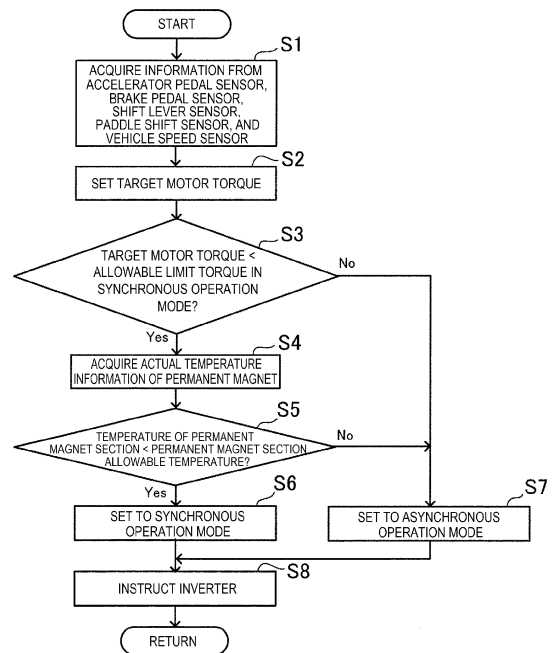 START
S1
ACQUIRE INFORMATION FROM
ACCELERATOR PEDAL SENSOR,
BRAKE PEDAL SENSOR,
SHIFT LEVER SENSOR,
PADDLE SHIFT SENSOR, AND
VEHICLE SPEED SENSOR
S2
SET TARGET MOTOR TORQUE
S3
TARGET MOTOR TORQUE <
ALLOWABLE LIMIT TORQUE IN
SYNCHRONOUS OPERATION
MODE?
No
Yes
S4
ACQUIRE ACTUAL TEMPERATURE
INFORMATION OF PERMANENT MAGNET
S5
TEMPERATURE OF PERMANENT
MAGNET SECTION < PERMANENT MAGNET SECTION
ALLOWABLE TEMPERATURE?
No
Yes
S6
SET TO SYNCHRONOUS
OPERATION MODE
S7
SET TO ASYNCHRONOUS
OPERATION MODE
S8
INSTRUCT INVERTER
RETURN